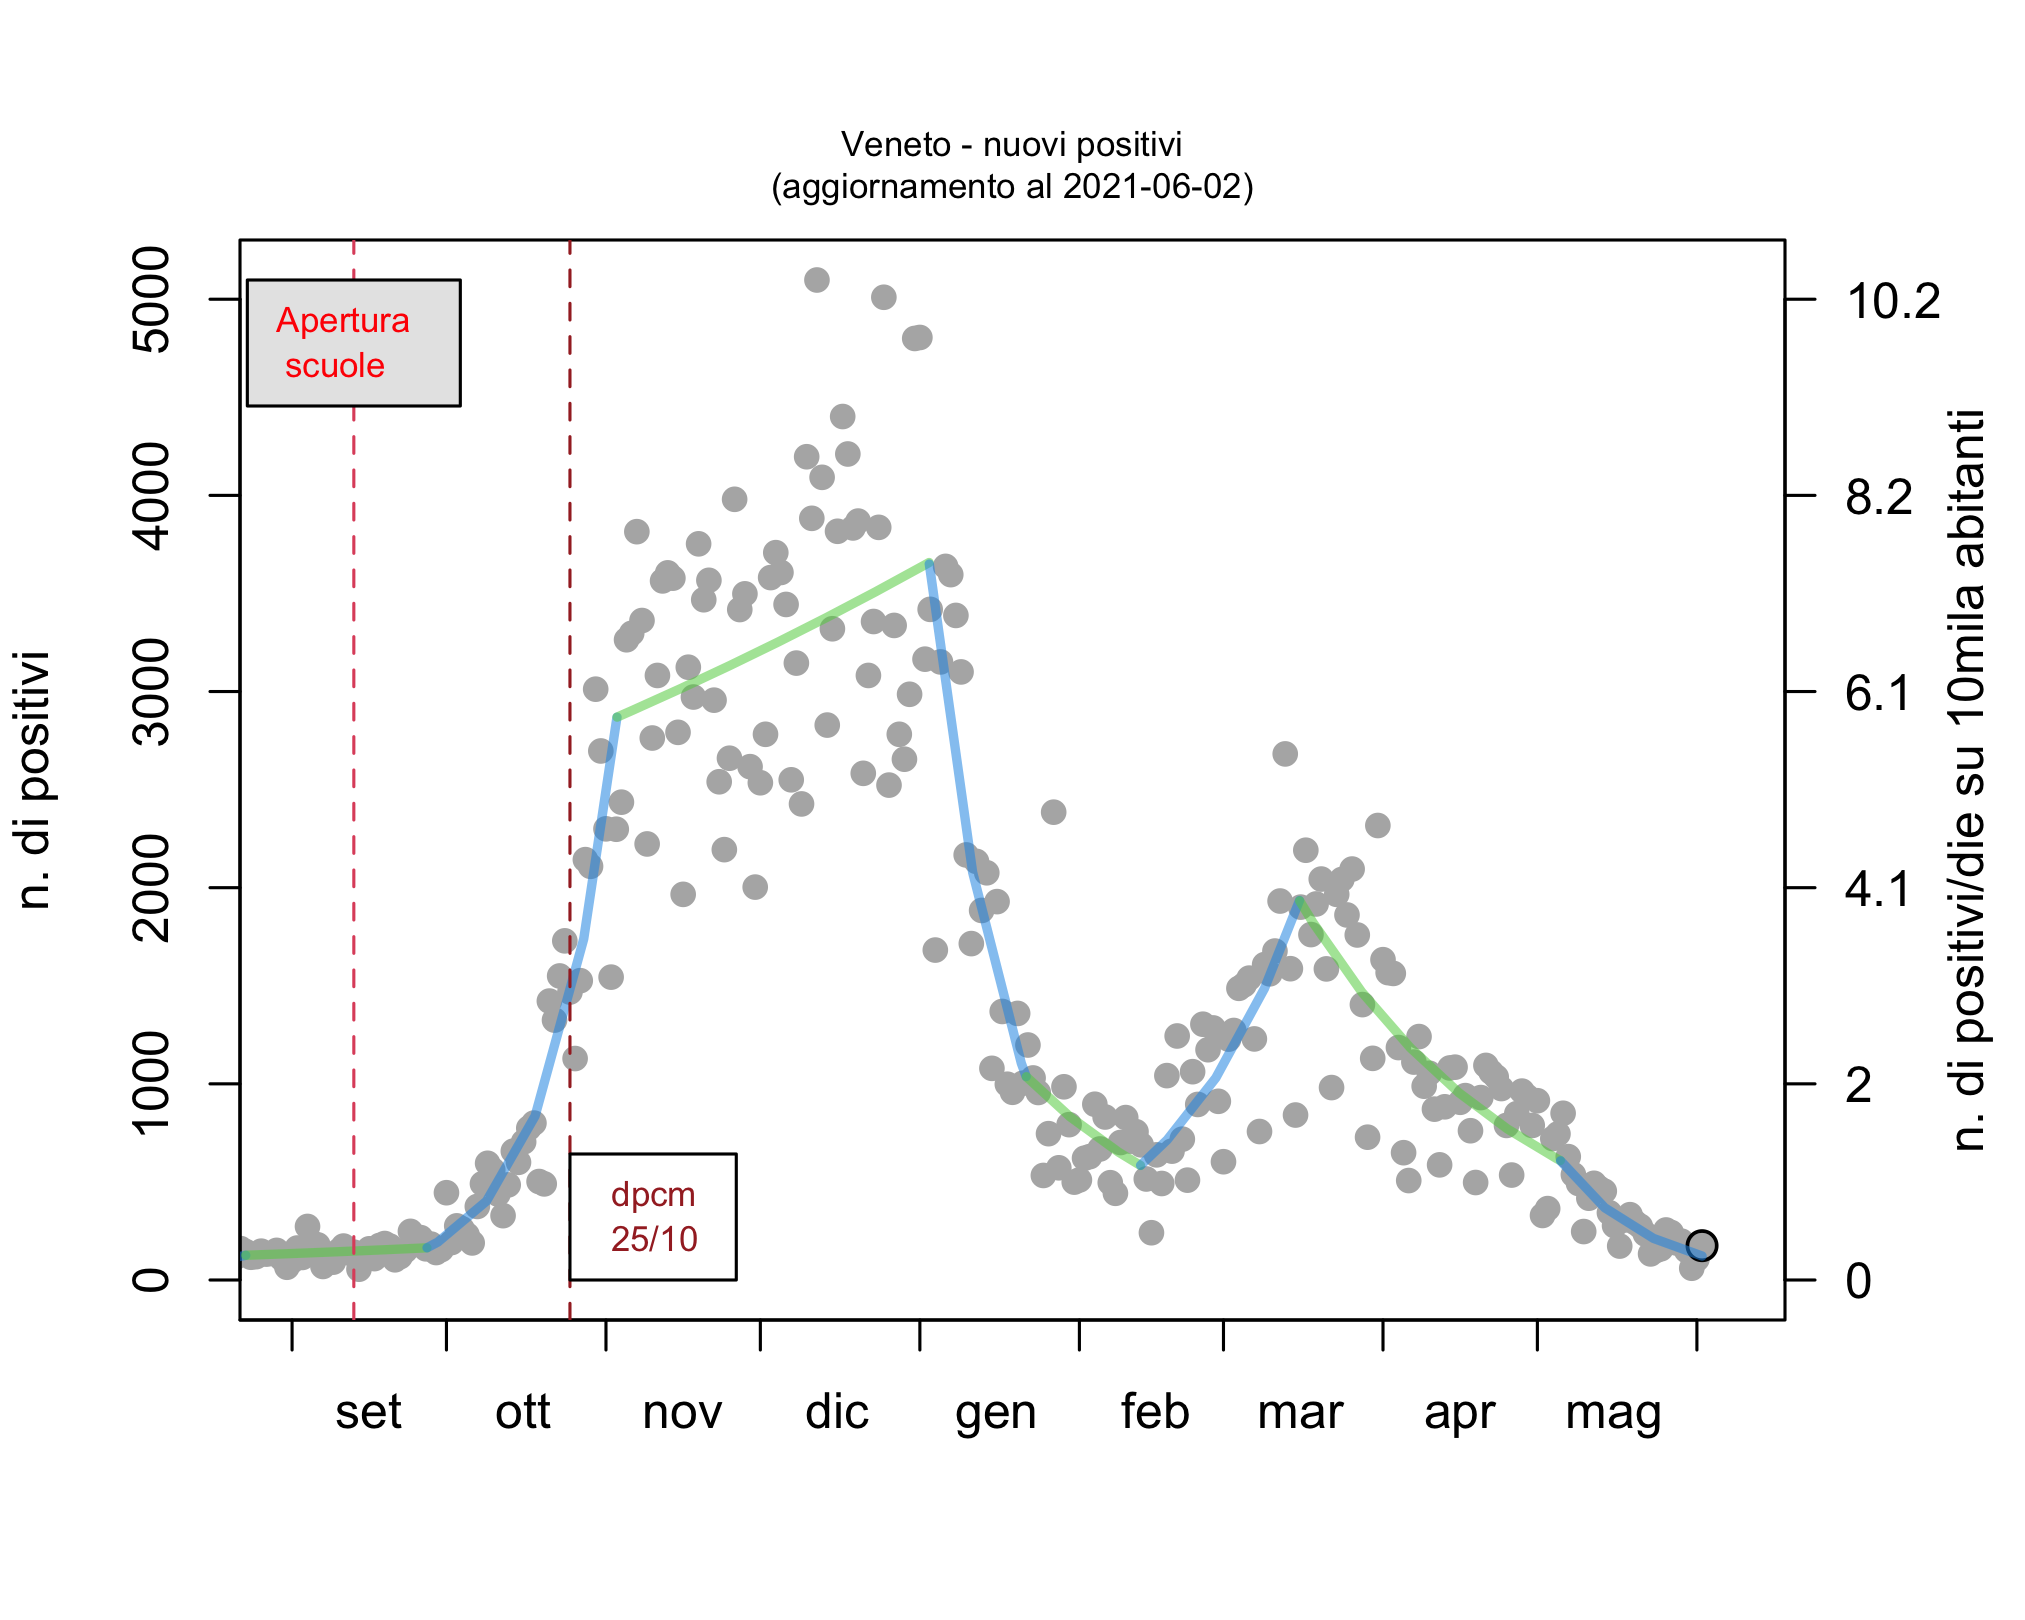 Veneto - nuovi positivi
(aggiornamento al 2021-06-02)
n. di positivi
5000
4000
3000
2000
1000
0
Apertura
scuole
dpcm
25/10
10.2
8.2
6.1
4.1
2
0
n. di positivi/die su 10mila abitanti
set ott nov dic gen feb mar apr mag